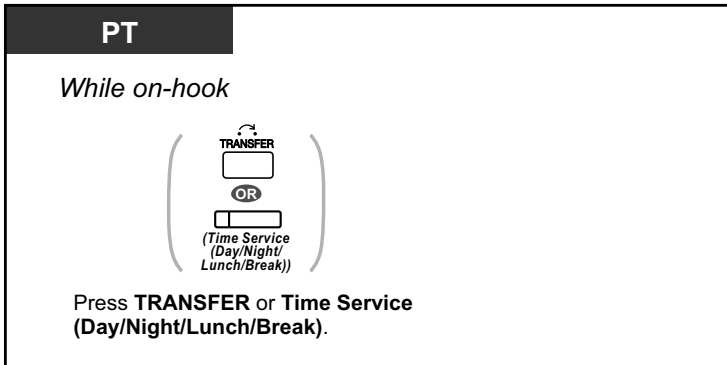 PT
While on-hook
TRANSFER
OR
(Time Service
(Day/Night/
Lunch/Break))
Press TRANSFER or Time Service
(Day/Night/Lunch/Break).